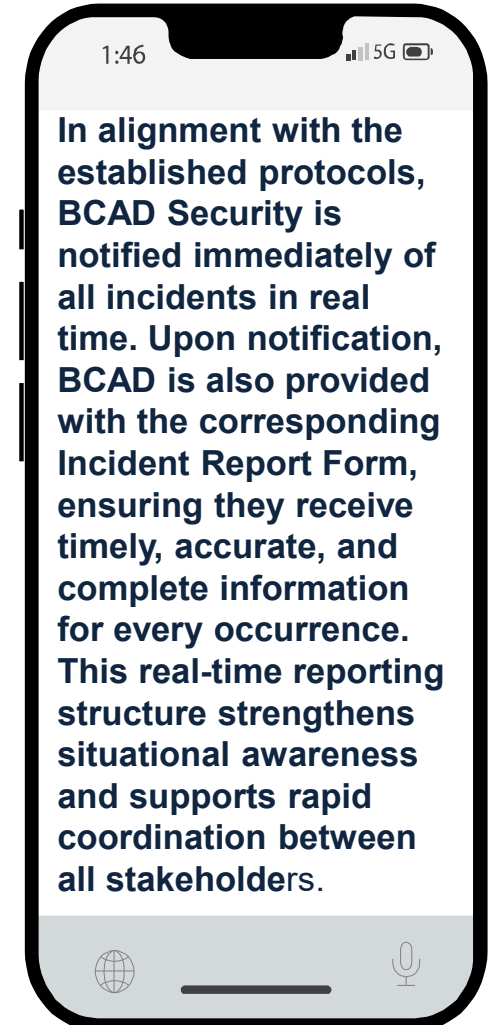 1:46 5G
In alignment with the
established protocols,
BCAD Security is
notified immediately of
all incidents in real
time. Upon notification,
BCAD is also provided
with the corresponding
Incident Report Form,
ensuring they receive
timely, accurate, and
complete information
for every occurrence.
This real-time reporting
structure strengthens
situational awareness
and supports rapid
coordination between
all stakeholders.